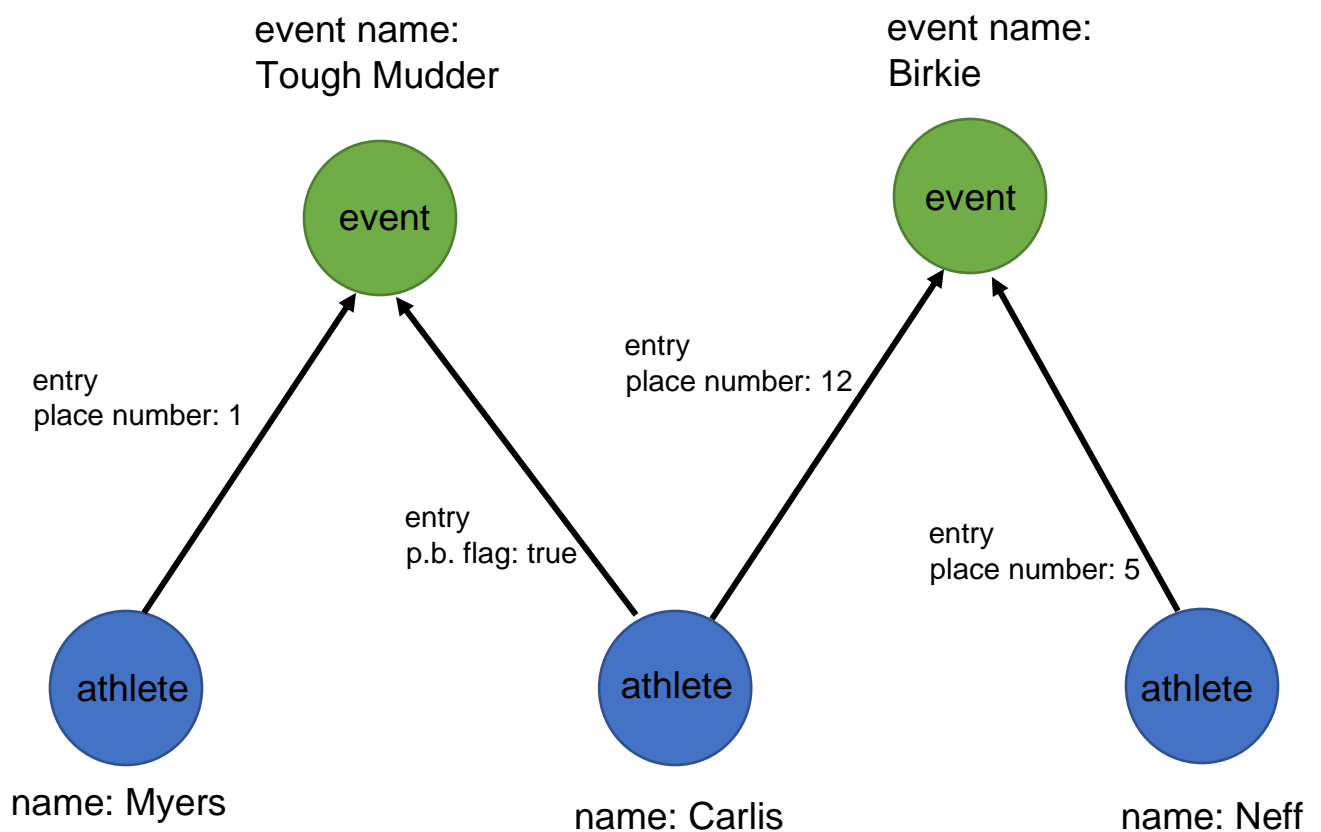 event name:
Tough Mudder
event name:
Birkie
event
event
entry
place number: 1
entry
p.b. flag: true
entry
place number: 12
entry
place number: 5
athlete
athlete
athlete
name: Myers
name: Carlis
name: Neff